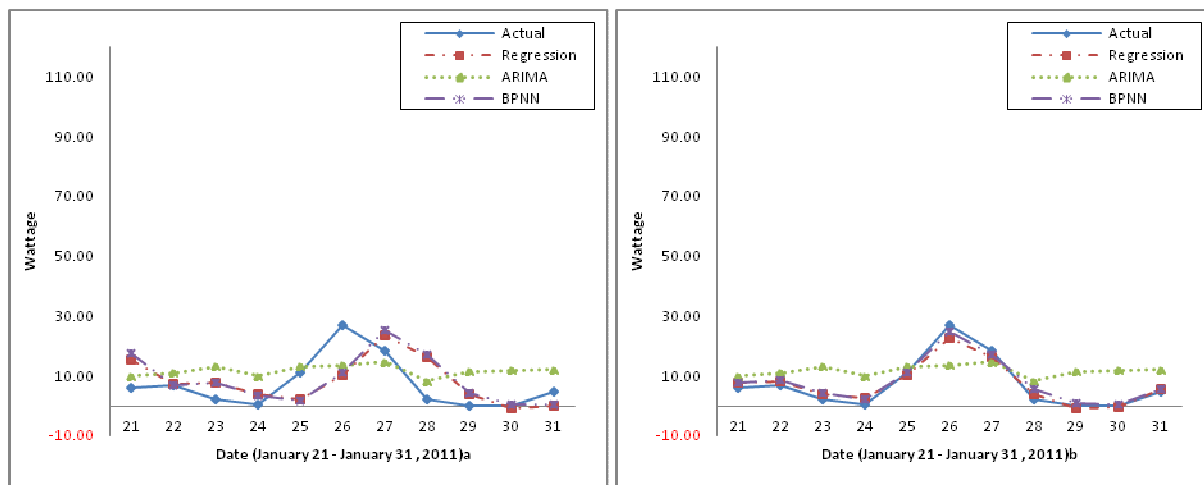 Actual
Regression
ARIMA
BPNN
110.00
90.00
70.00
50.00
30.00
10.00
-10.00
Wattage
21 22 23 24 25 26 27 28 29 30 31
Date (January 21 - January 31 , 2011)a
Actual
Regression
ARIMA
BPNN
110.00
90.00
70.00
50.00
30.00
10.00
-10.00
Wattage
21 22 23 24 25 26 27 28 29 30 31
Date (January 21 - January 31 , 2011)b